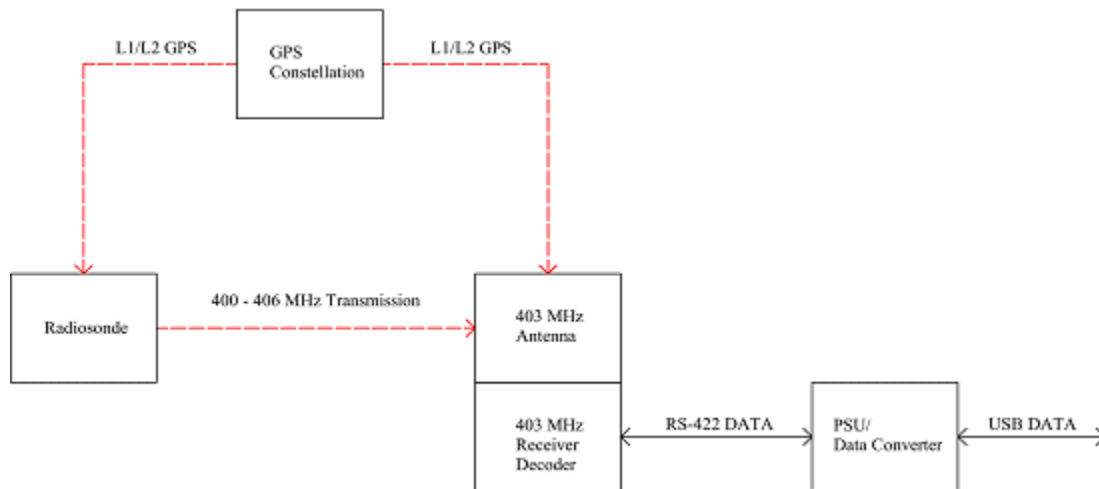 L1/L2 GPS
GPS
Constellation
L1/L2 GPS
Radiosonde
400 - 406 MHz Transmission
403 MHz
Antenna
403 MHz
Receiver
Decoder
RS-422 DATA
PSU/
Data Converter
USB DATA